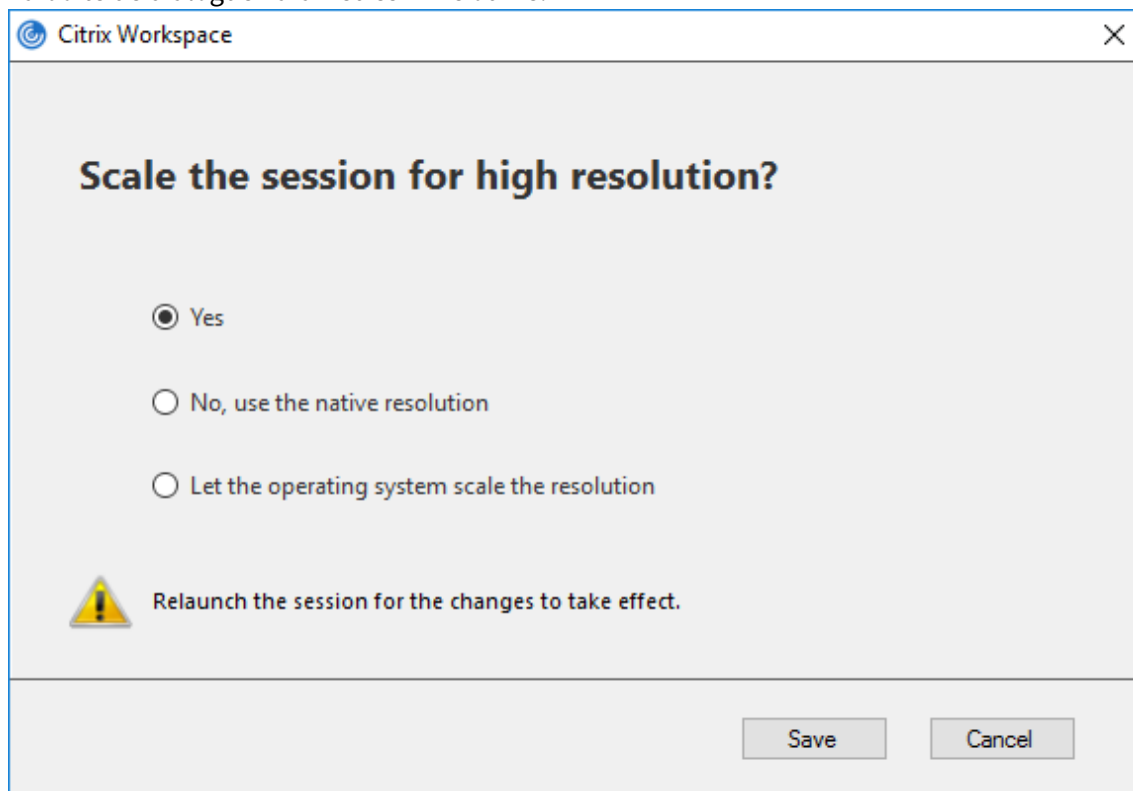 Citrix Workspace
Scale the session for high resolution?
Yes
No, use the native resolution
Let the operating system scale the resolution
Relaunch the session for the changes to take effect.
Save
Cancel